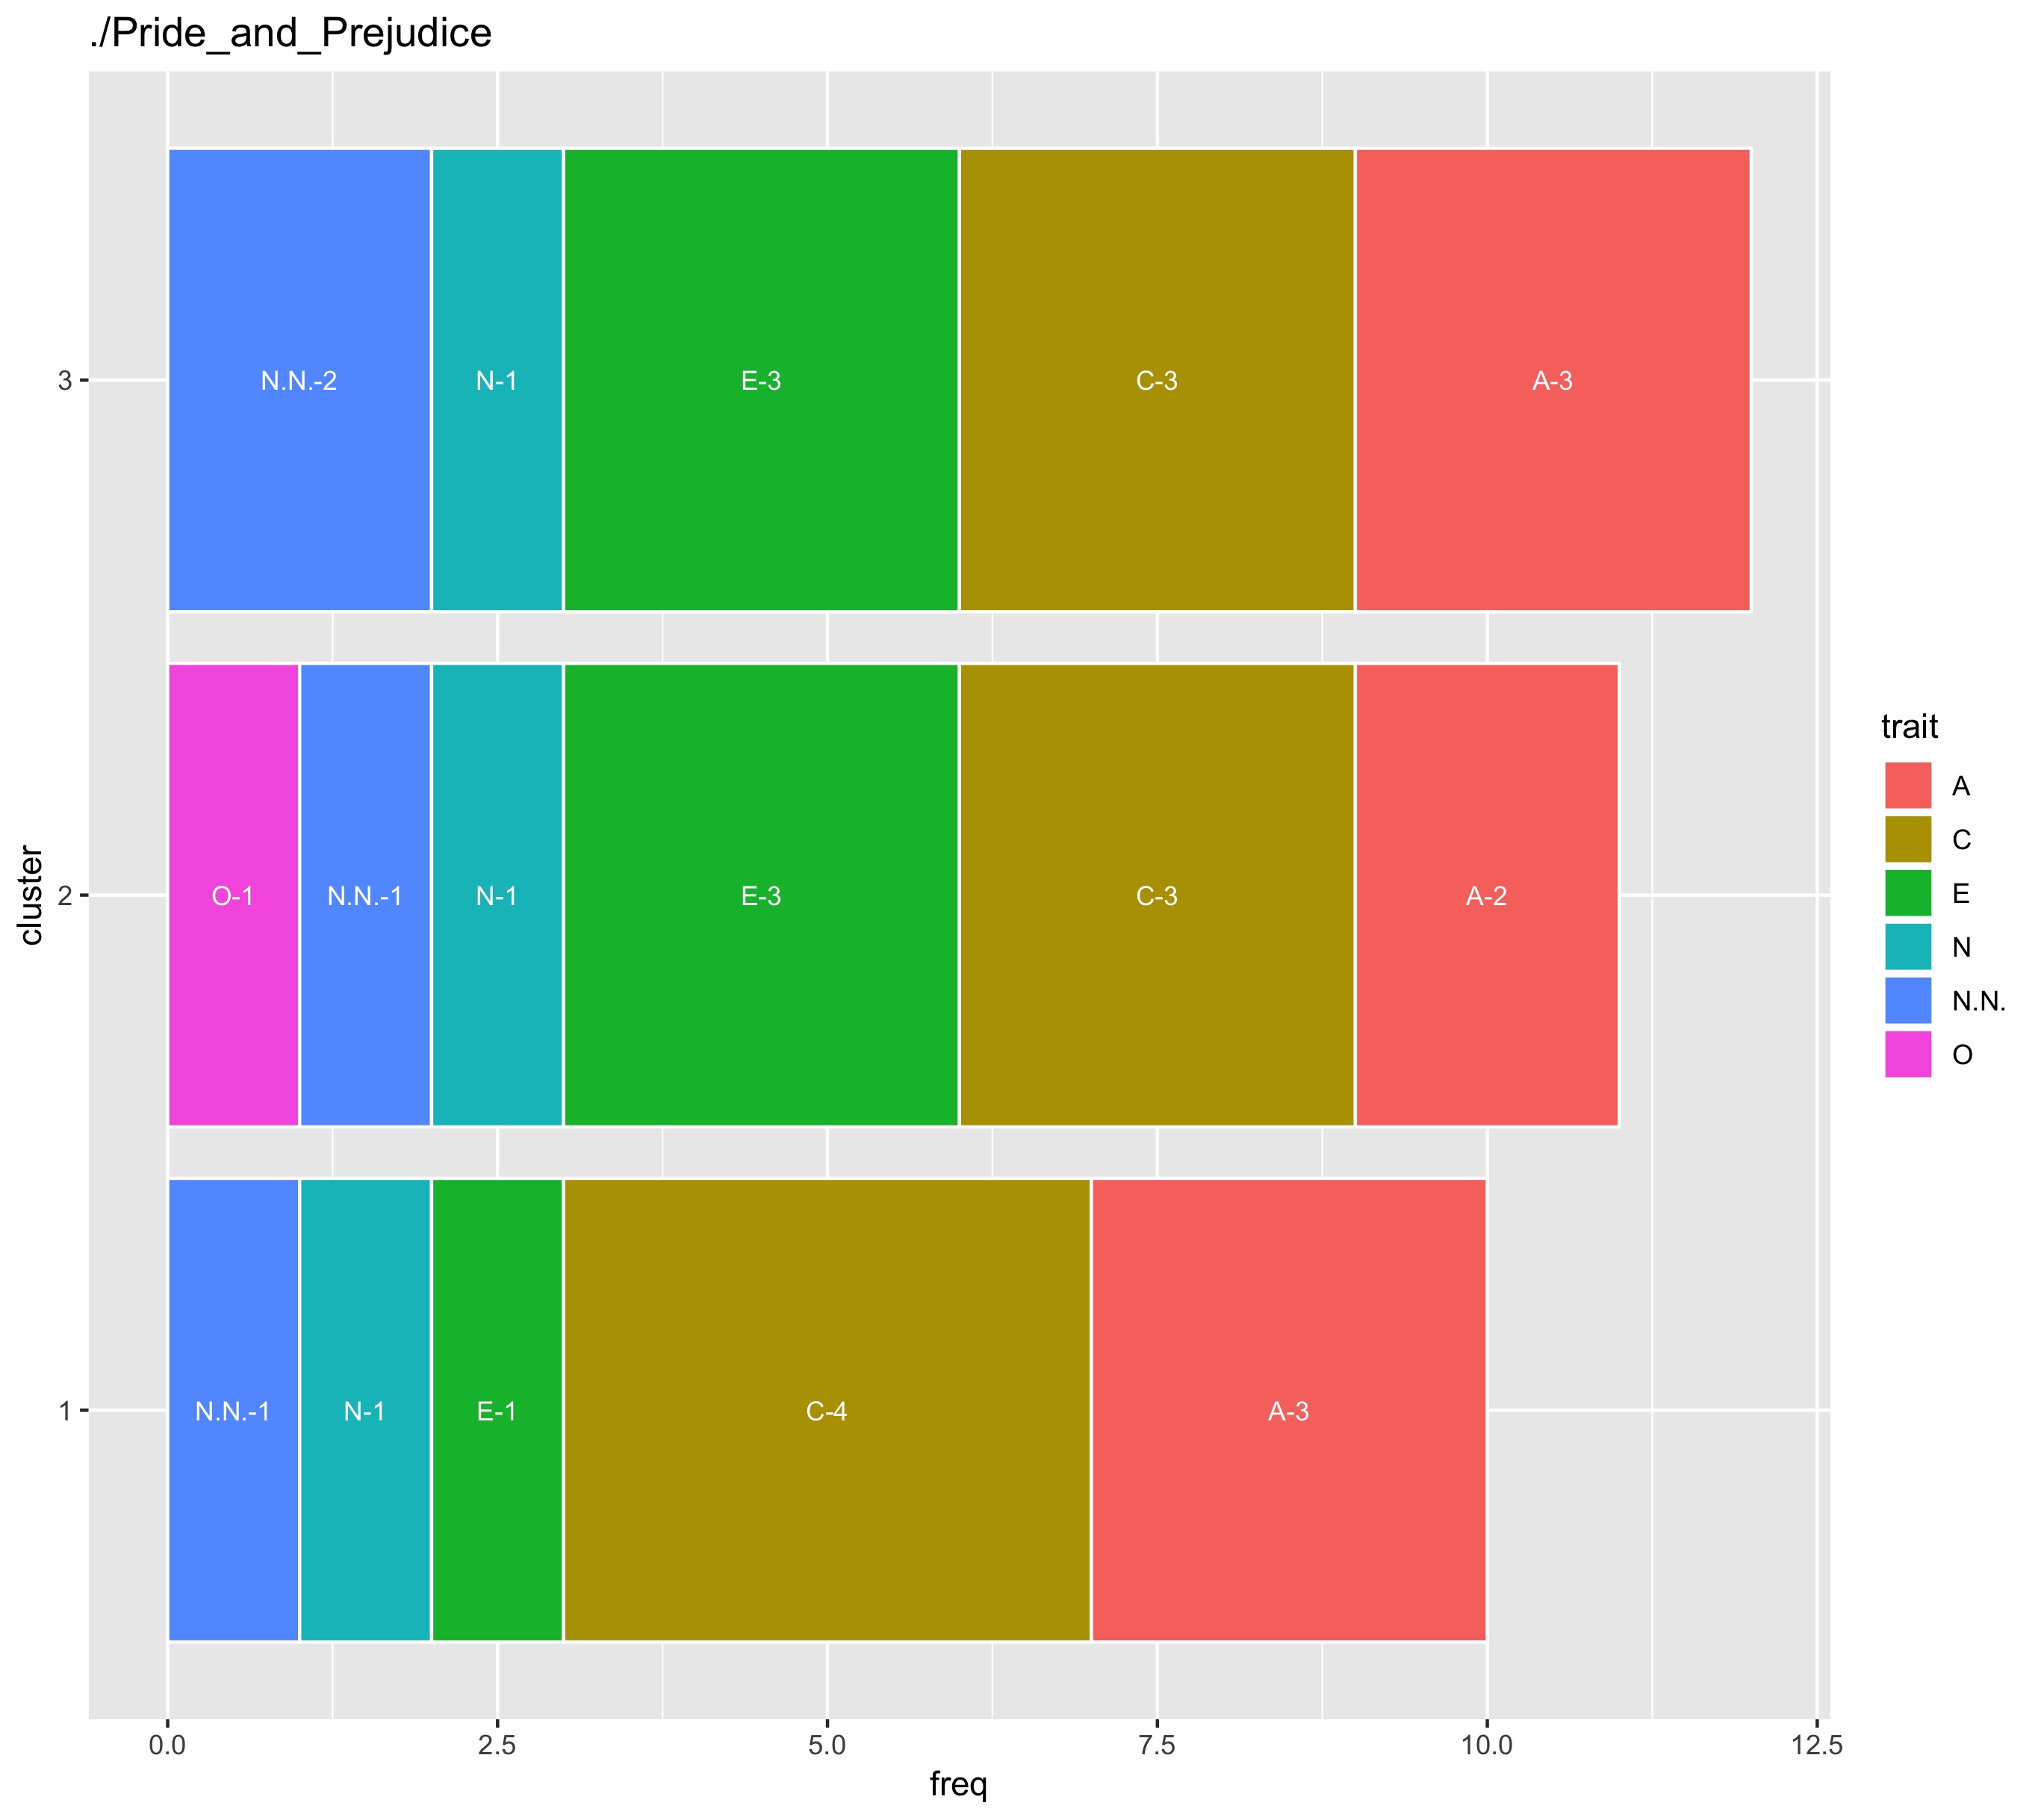 ./Pride_and_Prejudice
3
N.N.-2 N-1 E-3 C-3 A-3
2
O-1 N.N.-1 N-1 E-3 C-3 A-2
1
N.N.-1 N-1 E-1 C-4 A-3
cluster
0.0 2.5 5.0 7.5 10.0 12.5
freq
trait
A
C
E
N
N.N.
O